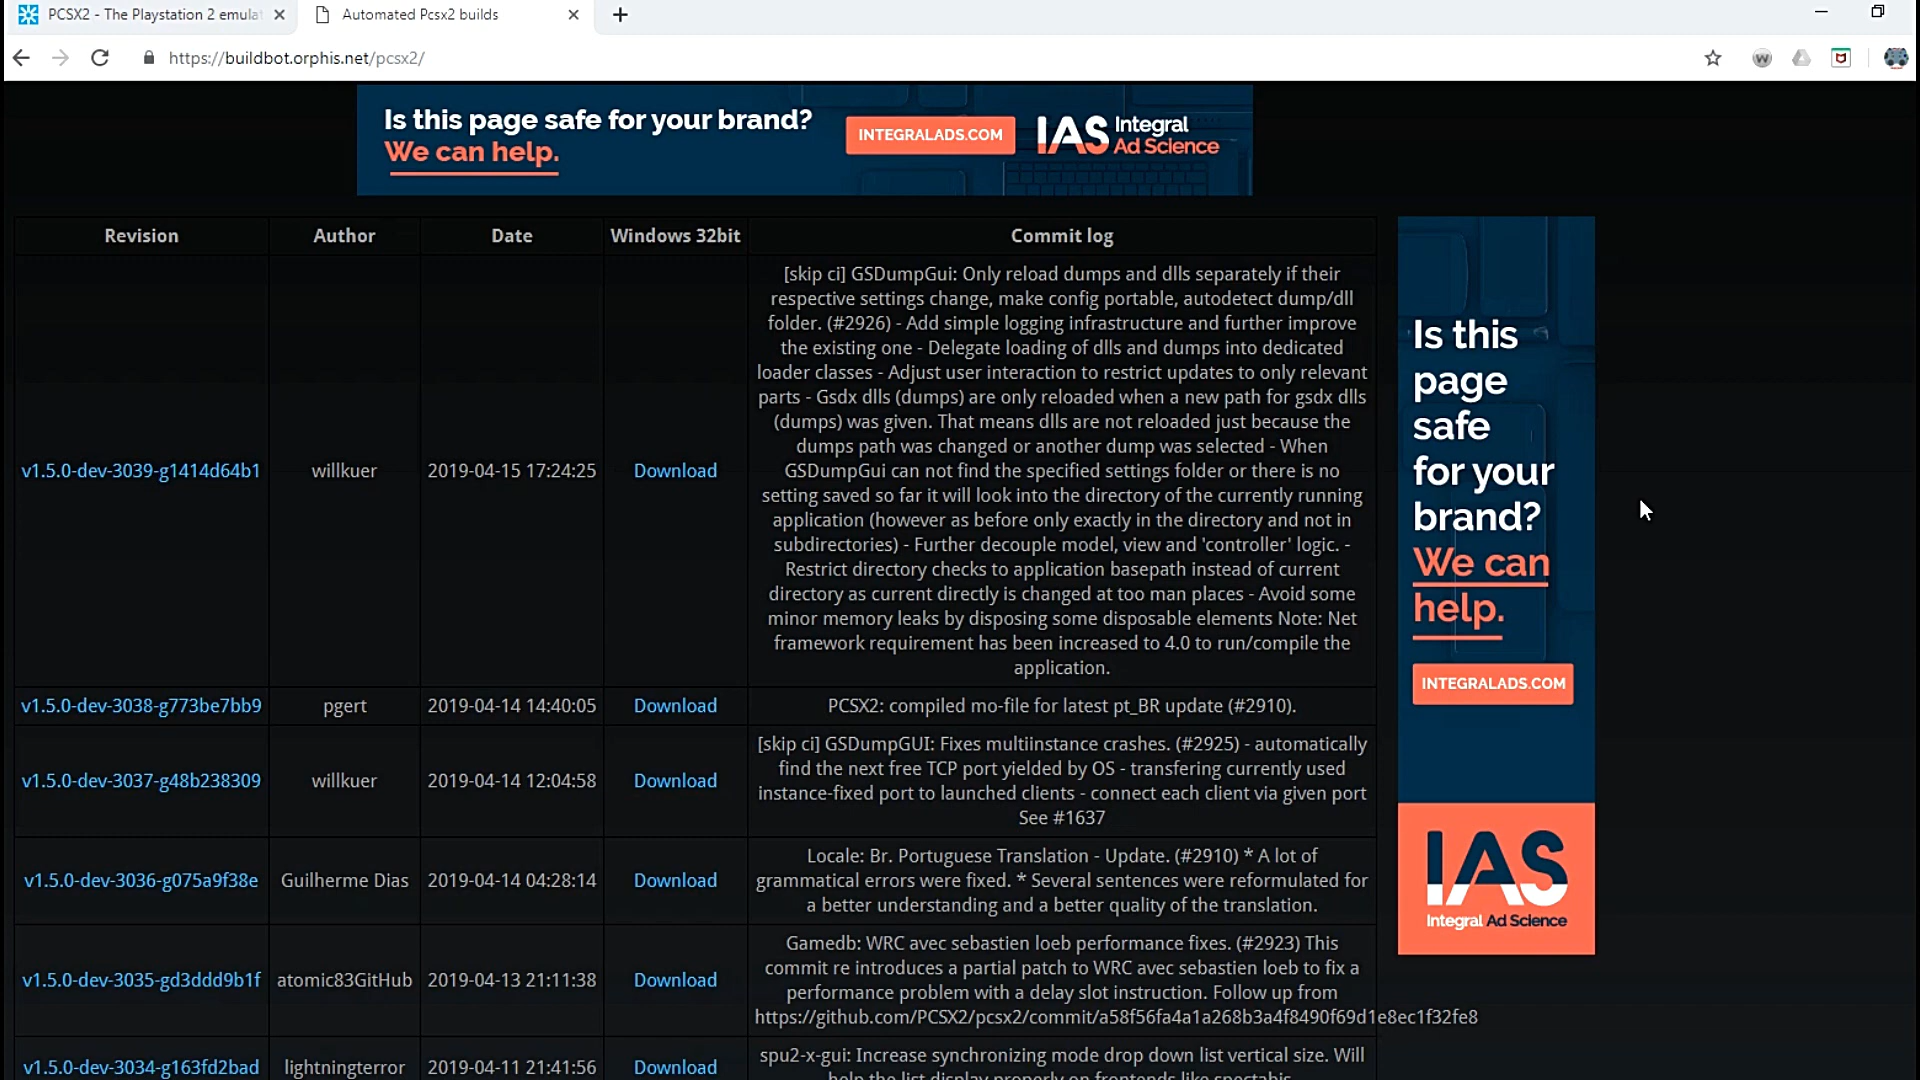 PCSX2 - The Playstation 2 emulat
Automated Pcsx2 builds
https://buildbot.orphis.net/pcsx2/
Is this page safe for your brand?
We can help.
INTEGRALADS.COM
IAS Integral
Ad Science
Revision Author Date Windows 32bit Commit log
[skip ci] GSDumpGui: Only reload dumps and dlls separately if their
respective settings change, make config portable, autodetect dump/dll
folder. (#2926) - Add simple logging infrastructure and further improve
the existing one - Delegate loading of dlls and dumps into dedicated
loader classes - Adjust user interaction to restrict updates to only relevant
parts - Gsdx dlls (dumps) are only reloaded when a new path for gsdx dlls
(dumps) was given. That means dlls are not reloaded just because the
dumps path was changed or another dump was selected - When
v1.5.0-dev-3039-g1414d64b1 willkuer 2019-04-15 17:24:25 Download GSDumpGui can not find the specified settings folder or there is no
setting saved so far it will look into the directory of the currently running
application (however as before only exactly in the directory and not in
subdirectories) - Further decouple model, view and 'controller' logic. -
Restrict directory checks to application basepath instead of current
directory as current directly is changed at too man places - Avoid some
minor memory leaks by disposing some disposable elements Note: Net
framework requirement has been increased to 4.0 to run/compile the
application.
v1.5.0-dev-3038-g773be7bb9 pgert 2019-04-14 14:40:05 Download PCSX2: compiled mo-file for latest pt_BR update (#2910).
[skip ci] GSDumpGUI: Fixes multiinstance crashes. (#2925) - automatically
find the next free TCP port yielded by OS - transfering currently used
v1.5.0-dev-3037-g48b238309 willkuer 2019-04-14 12:04:58 Download
instance-fixed port to launched clients - connect each client via given port
See #1637
Locale: Br. Portuguese Translation - Update. (#2910) * A lot of
v1.5.0-dev-3036-g075a9f38e Guilherme Dias 2019-04-14 04:28:14 Download grammatical errors were fixed. * Several sentences were reformulated for
a better understanding and a better quality of the translation.
Gamedb: WRC avec sebastien loeb performance fixes. (#2923) This
commit re introduces a partial patch to WRC avec sebastien loeb to fix a
v1.5.0-dev-3035-gd3ddd9b1f atomic83GitHub 2019-04-13 21:11:38 Download
performance problem with a delay slot instruction. Follow up from
https://github.com/PCSX2/pcsx2/commit/a58f56fa4a1a268b3a4f8490f69d1e8ec1f32fe8
spu2-x-gui: Increase synchronizing mode drop down list vertical size. Will
v1.5.0-dev-3034-g163fd2bad lightningterror 2019-04-11 21:41:56 Download
help the list display properly on frontends like spectabis.
Is this
page
safe
for your
brand?
We can
help.
INTEGRALADS.COM
IAS
Integral Ad Science